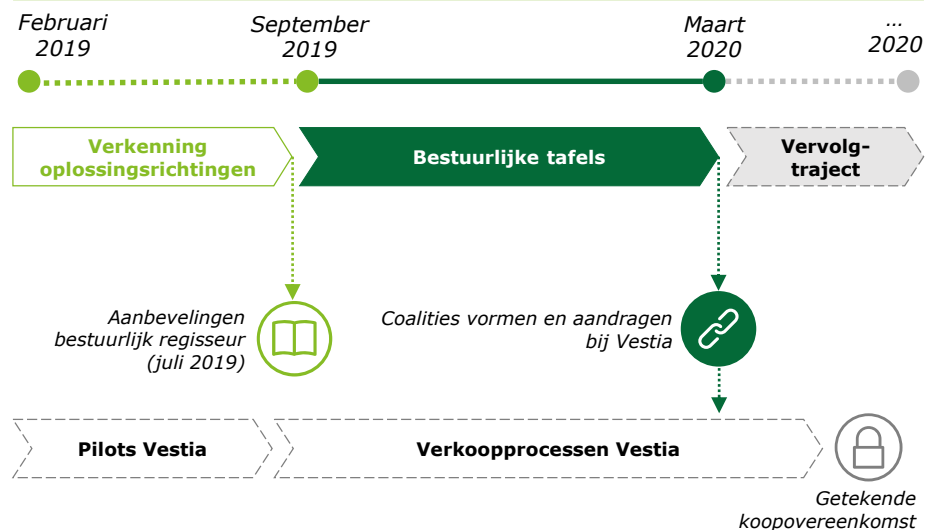 Februari
2019
September
2019
Maart
2020
...
2020
Verkenning
oplossingsrichtingen
Bestuurlijke tafels
Vervolg-
traject
Aanbevelingen
bestuurlijk regisseur
(juli 2019)
Coalities vormen en aandragen
bij Vestia
Pilots Vestia
Verkoopprocessen Vestia
Getekende
koopovereenkomst